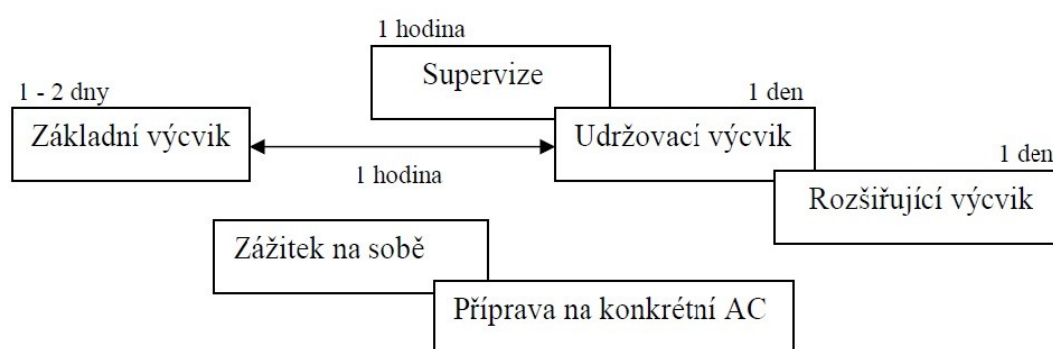 1 hodina
Supervize
1 - 2 dny
1 den
Základní výcvik
Udržovací výcvik
1 den
1 hodina
Rozšiřující výcvik
Zážitek na sobě
Příprava na konkrétní AC